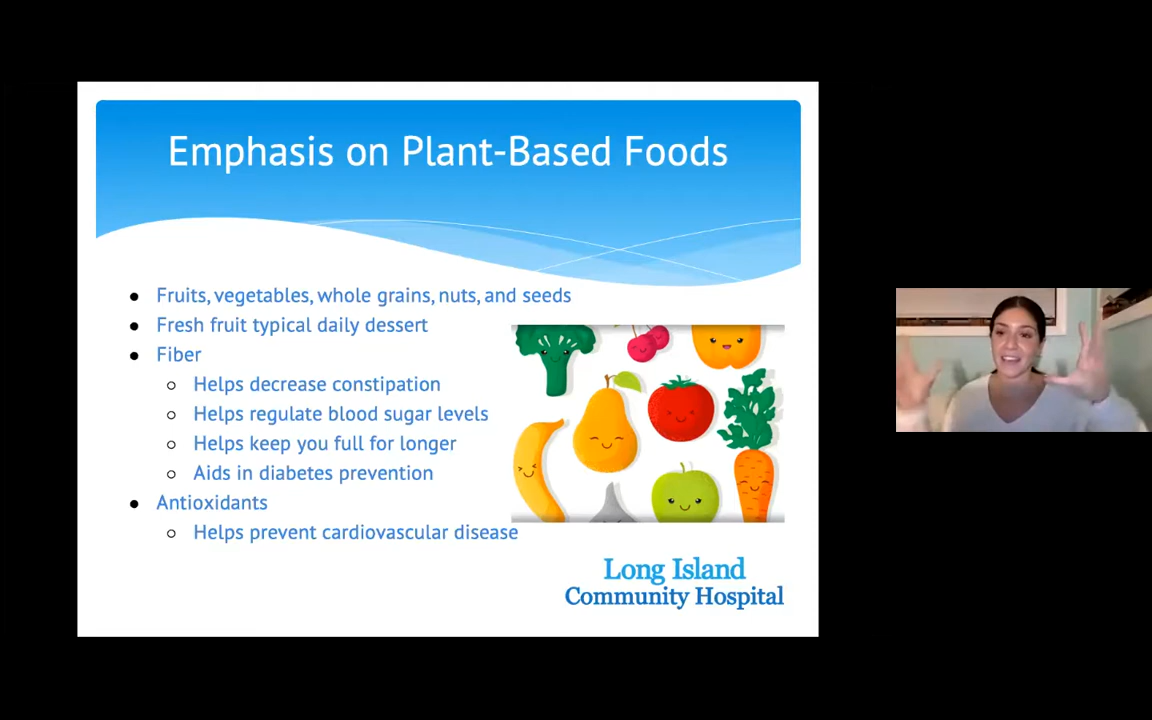 Emphasis on Plant-Based Foods
● Fruits, vegetables, whole grains, nuts, and seeds
● Fresh fruit typical daily dessert
● Fiber
○ Helps decrease constipation
○ Helps regulate blood sugar levels
○ Helps keep you full for longer
○ Aids in diabetes prevention
● Antioxidants
○ Helps prevent cardiovascular disease
Long Island
Community Hospital